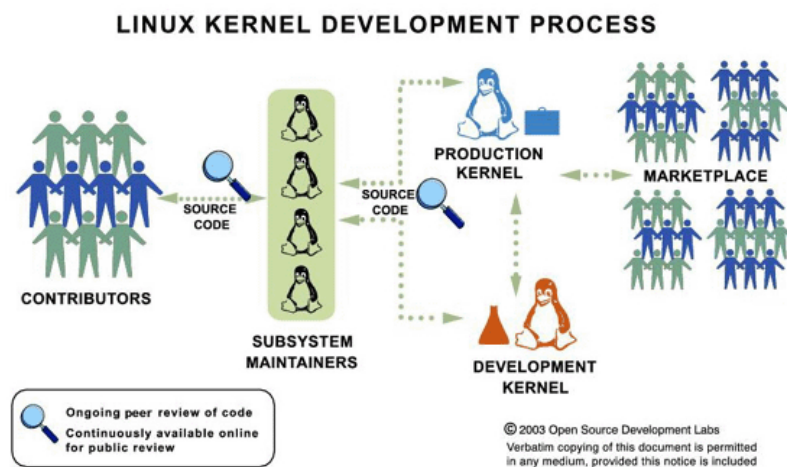 LINUX KERNEL DEVELOPMENT PROCESS
SOURCE
CODE
CONTRIBUTORS
SUBSYSTEM
MAINTAINERS
SOURCE
CODE
PRODUCTION
KERNEL
MARKETPLACE
DEVELOPMENT
KERNEL
Ongoing peer review of code
Continuously available online
for public review
© 2003 Open Source Development Labs
Verbatim copying of this document is permitted
in any medium, provided this notice is included